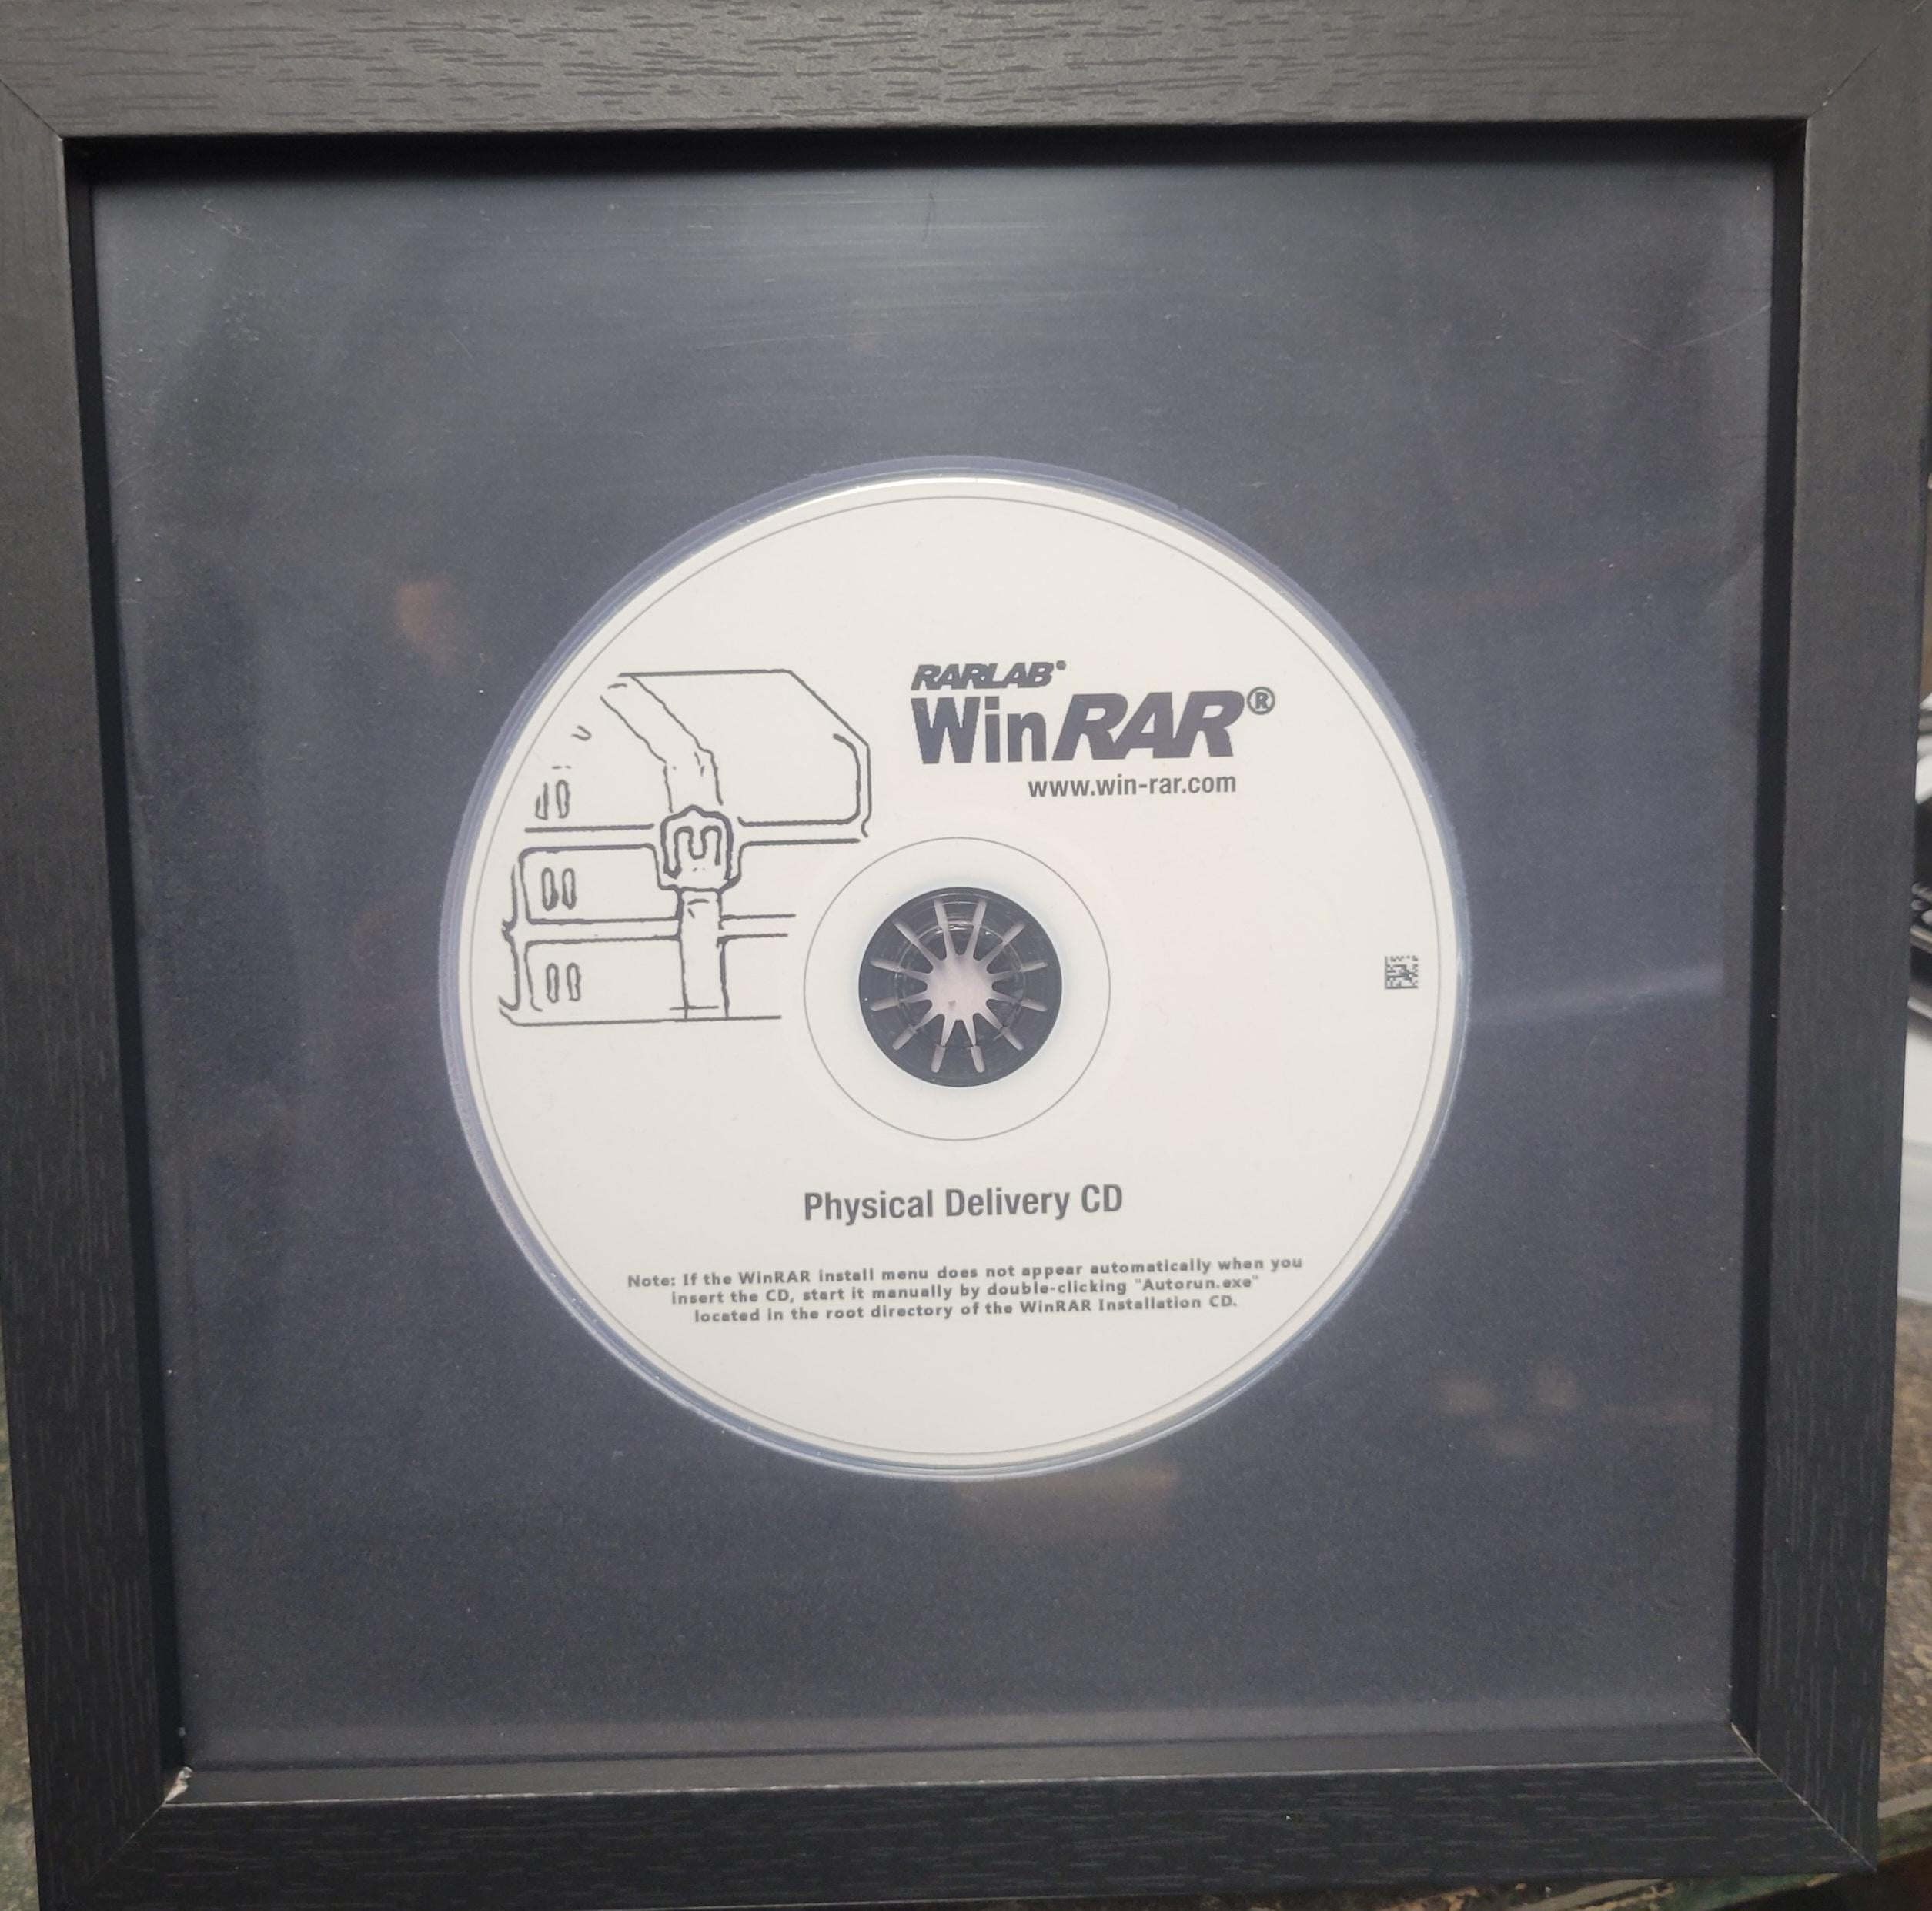 RARLAB®
WinRAR®
www.win-rar.com
Physical Delivery CD
Note: If the WinRAR install menu does not appear automatically when you
insert the CD, start it manually by double-clicking "Autorun.exe"
located in the root directory of the WinRAR Installation CD.